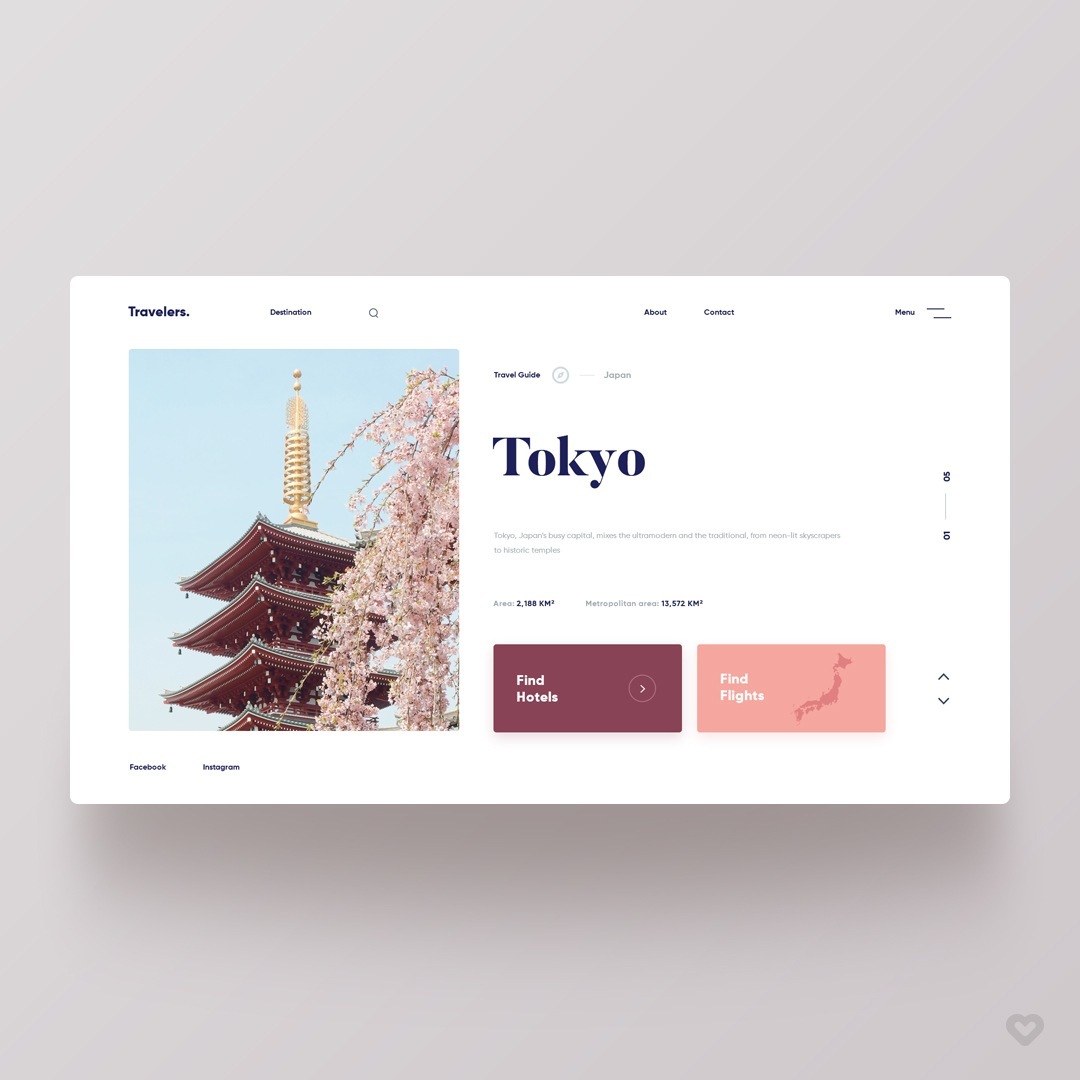 Travelers.
Destination
About
Contact
Menu
Travel Guide
Japan
Tokyo
05
01
Tokyo, Japan's busy capital, mixes the ultramodern and the traditional, from neon-lit skyscrapers
to historic temples
Area: 2,188 KM²
Metropolitan area: 13,572 KM²
Find
Hotels
Find
Flights
Facebook
Instagram